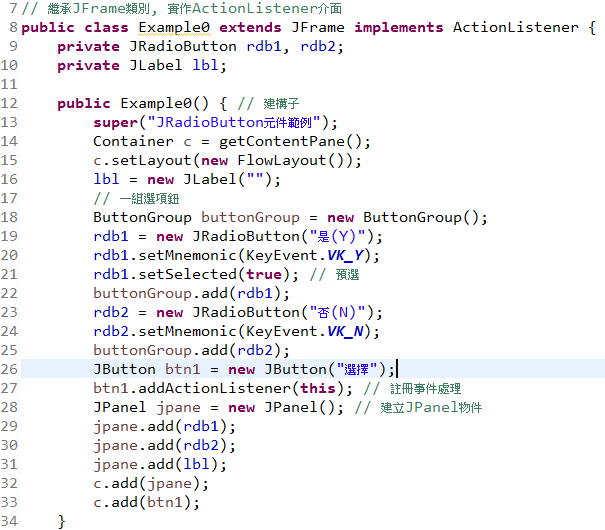 7 // 繼承JFrame類別, 實作ActionListener介面
8 public class Example0 extends JFrame implements ActionListener {
9     private JRadioButton rdb1, rdb2;
10     private JLabel lbl;
11
12     public Example0() { // 建構子
13         super("JRadioButton元件範例");
14         Container c = getContentPane();
15         c.setLayout(new FlowLayout());
16         lbl = new JLabel("");
17         // 一組選項鈕
18         ButtonGroup buttonGroup = new ButtonGroup();
19         rdb1 = new JRadioButton("是(Y)");
20         rdb1.setMnemonic(KeyEvent.VK_Y);
21         rdb1.setSelected(true); // 預選
22         buttonGroup.add(rdb1);
23         rdb2 = new JRadioButton("否(N)");
24         rdb2.setMnemonic(KeyEvent.VK_N);
25         buttonGroup.add(rdb2);
26         JButton btn1 = new JButton("選擇");
27         btn1.addActionListener(this); // 註冊事件處理
28         JPanel jpane = new JPanel(); // 建立JPanel物件
29         jpane.add(rdb1);
30         jpane.add(rdb2);
31         jpane.add(lbl);
32         c.add(jpane);
33         c.add(btn1);
34     }